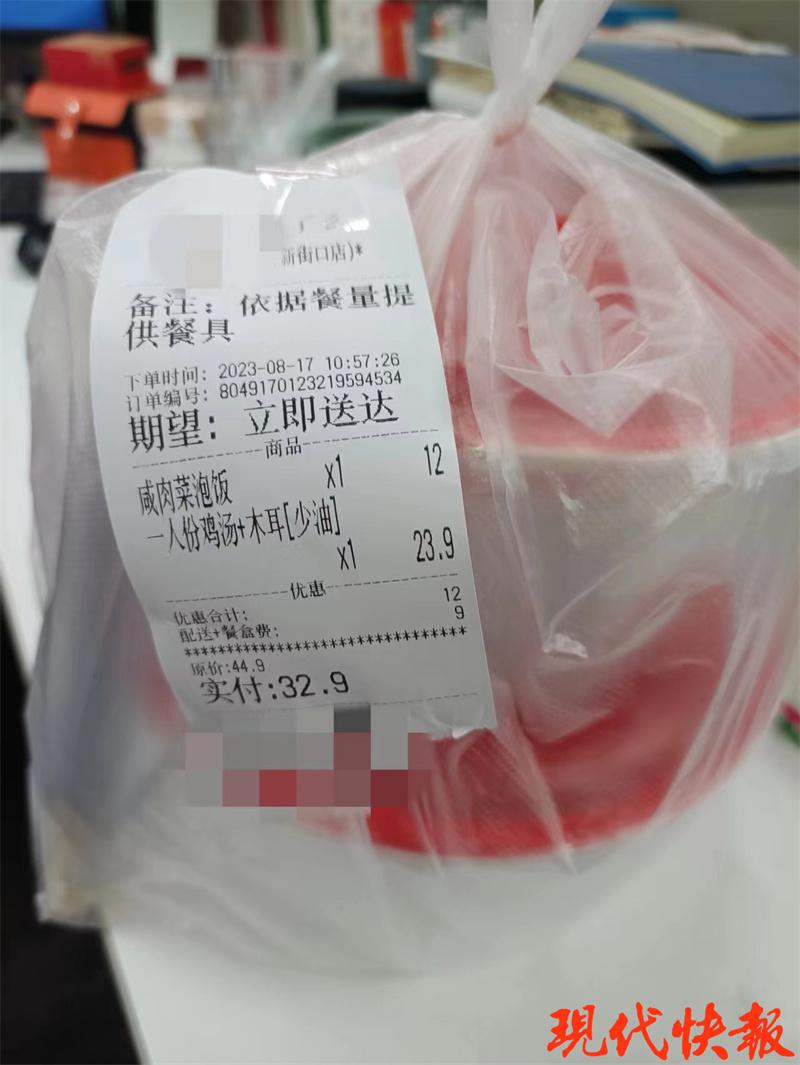 新街口店)*
备注: 依据餐量提
供餐具
下单时间: 2023-08-17 10:57:26
订单编号: 8049170123219594534
期望: 立即送达
商品
咸肉菜泡饭 x1 12
一人份鸡汤+木耳[少油]
x1 23.9
优惠
优惠合计: 12
配送+餐盒费: 9
********************************
原价:44.9
实付:32.9
現代快報